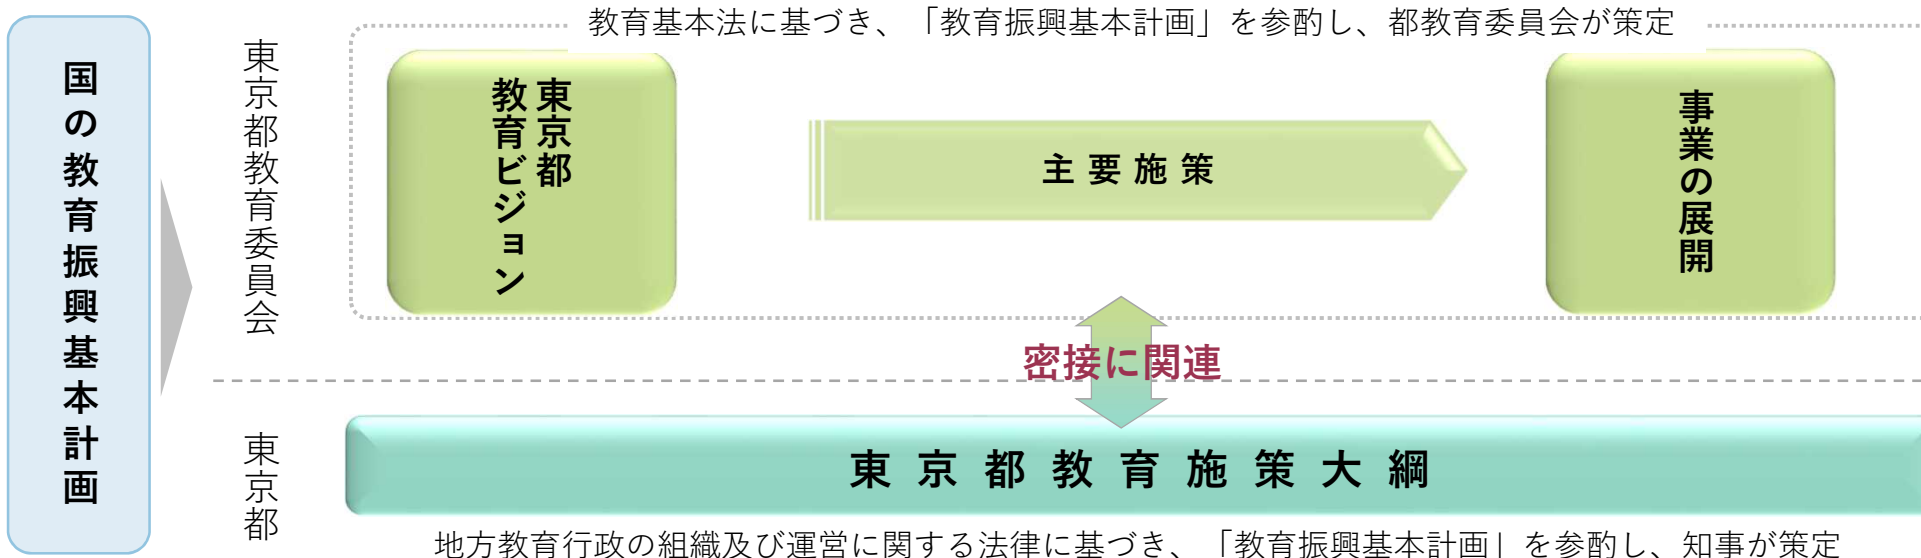 国の教育振興基本計画
東京都教育委員会
教育基本法に基づき、「教育振興基本計画」を参酌し、都教育委員会が策定
東京都
教育ビジョン
主要施策
事業の展開
密接に関連
東京都
東京都教育施策大綱
地方教育行政の組織及び運営に関する法律に基づき、「教育振興基本計画」を参酌し、知事が策定